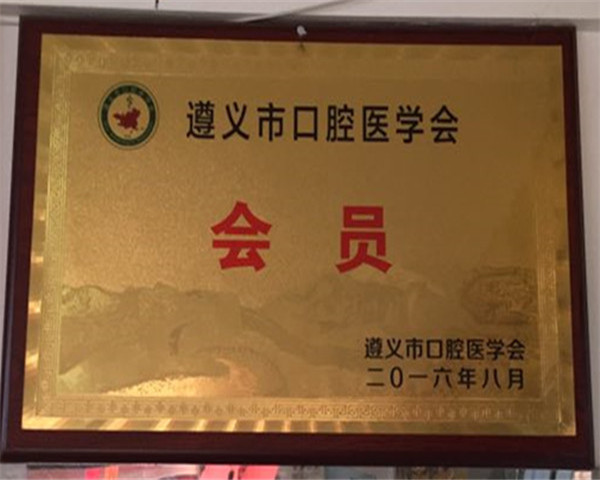 遵义市口腔医学会
会员
遵义市口腔医学会
二〇一六年八月